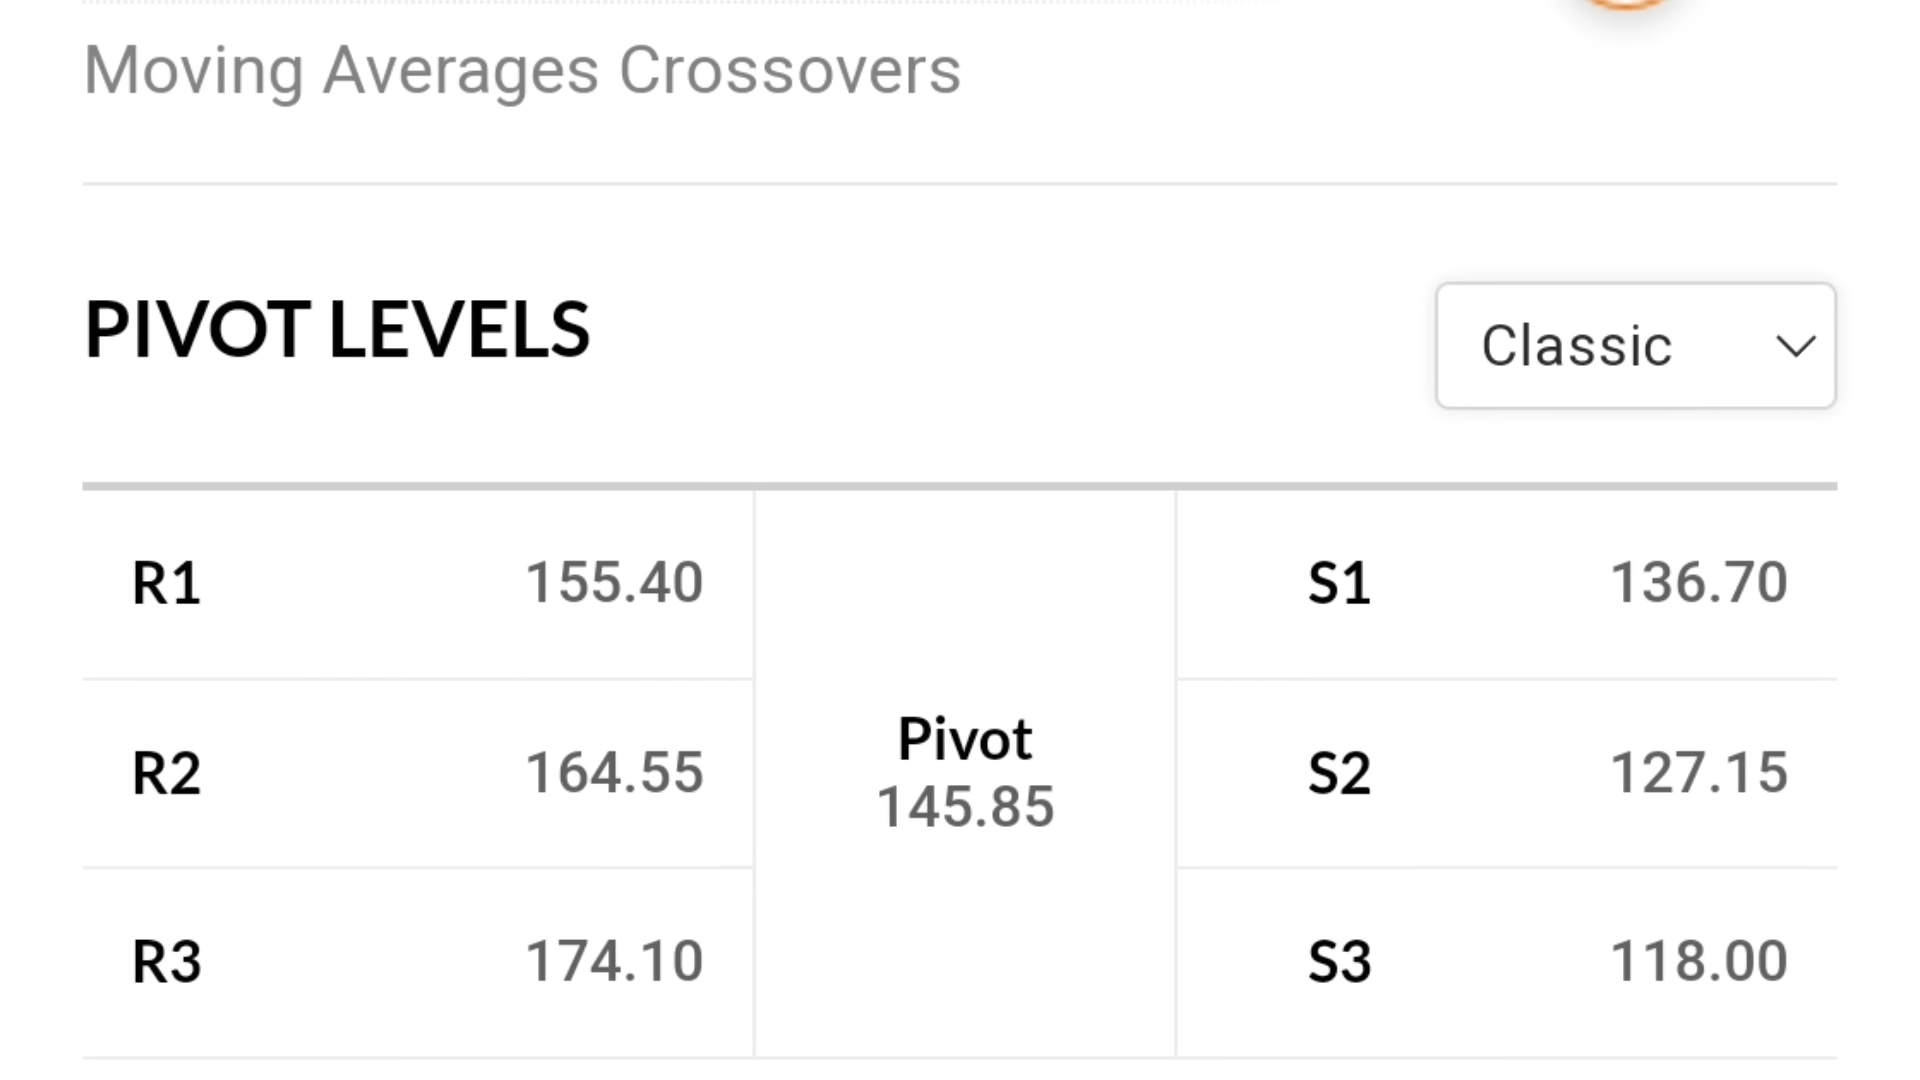 Moving Averages Crossovers
PIVOT LEVELS
Classic
R1 155.40
R2 164.55
R3 174.10
Pivot
145.85
S1 136.70
S2 127.15
S3 118.00